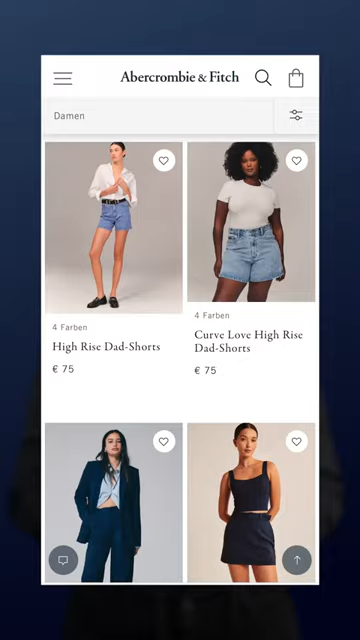 Abercrombie & Fitch
Damen
4 Farben
High Rise Dad-Shorts
€ 75
4 Farben
Curve Love High Rise
Dad-Shorts
€ 75